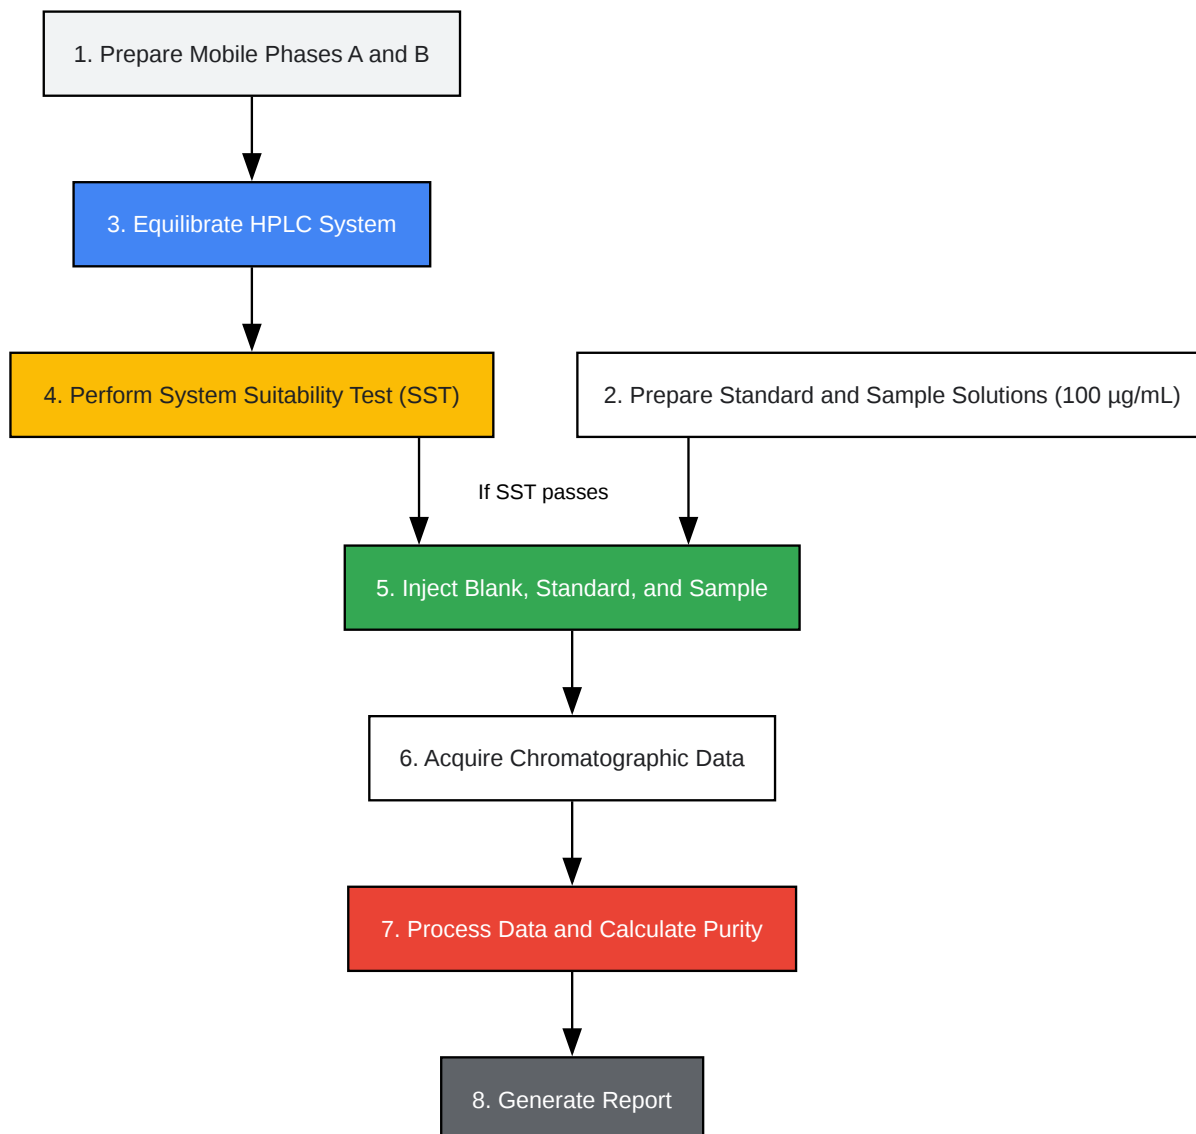 1. Prepare Mobile Phases A and B
3. Equilibrate HPLC System
4. Perform System Suitability Test (SST)
2. Prepare Standard and Sample Solutions (100 µg/mL)
If SST passes
5. Inject Blank, Standard, and Sample
6. Acquire Chromatographic Data
7. Process Data and Calculate Purity
8. Generate Report